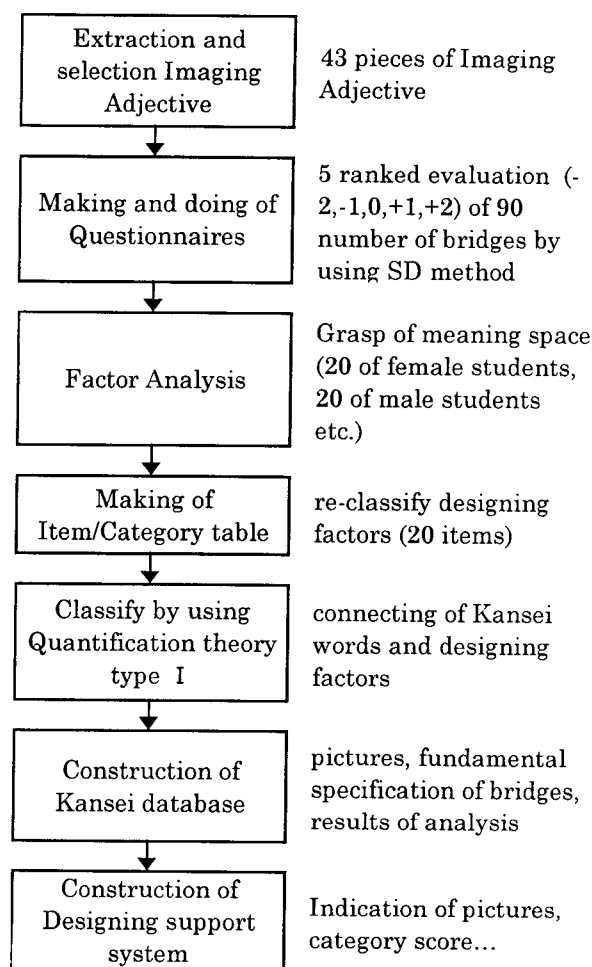 Extraction and
selection Imaging
Adjective
43 pieces of Imaging
Adjective
Making and doing of
Questionnaires
5 ranked evaluation (-
2,-1,0,+1,+2) of 90
number of bridges by
using SD method
Factor Analysis
Grasp of meaning space
(20 of female students,
20 of male students
etc.)
Making of
Item/Category table
re-classify designing
factors (20 items)
Classify by using
Quantification theory
type I
connecting of Kansei
words and designing
factors
Construction of
Kansei database
pictures, fundamental
specification of bridges,
results of analysis
Construction of
Designing support
system
Indication of pictures,
category score...